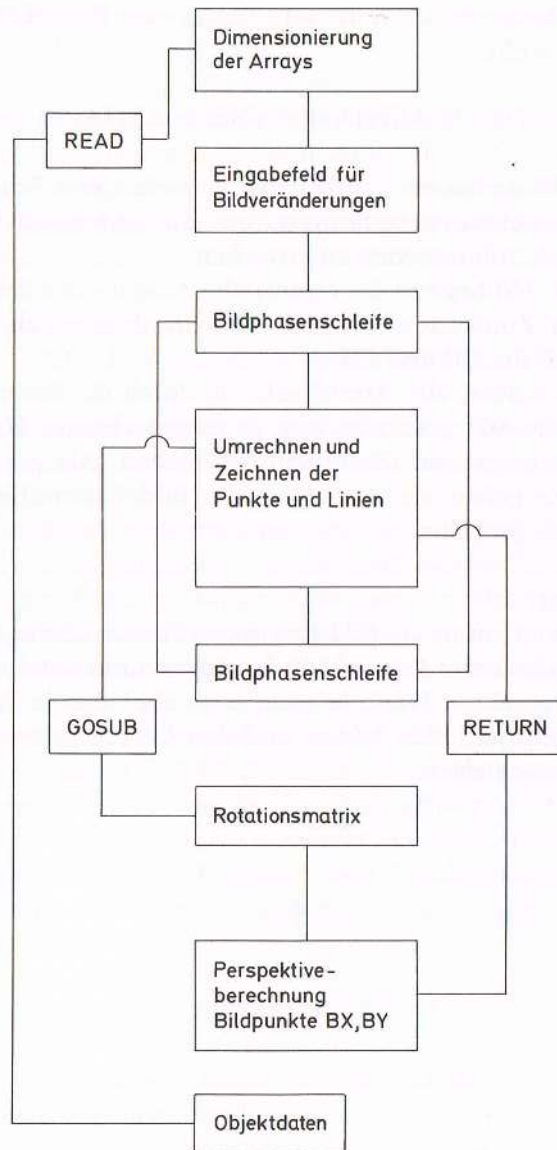 Dimensionierung
der Arrays
READ
Eingabefeld für
Bildveränderungen
Bildphasenschleife
Umrechnen und
Zeichnen der
Punkte und Linien
Bildphasenschleife
GOSUB
RETURN
Rotationsmatrix
Perspektive-
berechnung
Bildpunkte BX,BY
Objektdaten